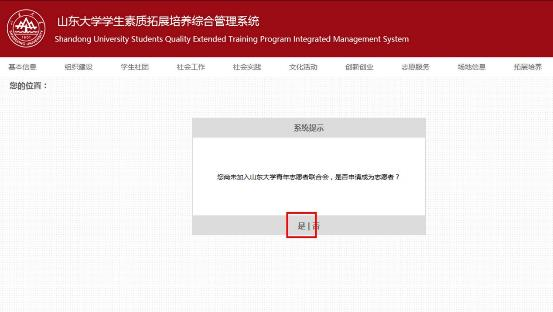 山东大学学生素质拓展培养综合管理系统
Shandong University Students Quality Extended Training Program Integrated Management System
基本信息 组织建设 学生社团 社会工作 社会实践 文化活动 创新创业 志愿服务 场地信息 拓展培养
您的位置：
系统提示
您尚未加入山东大学青年志愿者联合会，是否申请成为志愿者？
是 | 否